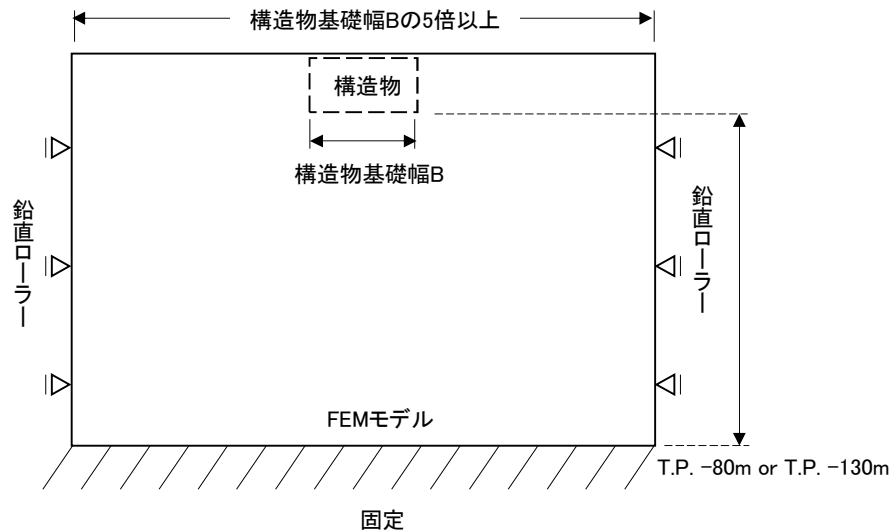 構造物基礎幅Bの5倍以上
構造物
構造物基礎幅B
鉛直ローラー
鉛直ローラー
FEMモデル
T.P. -80m or T.P. -130m
固定